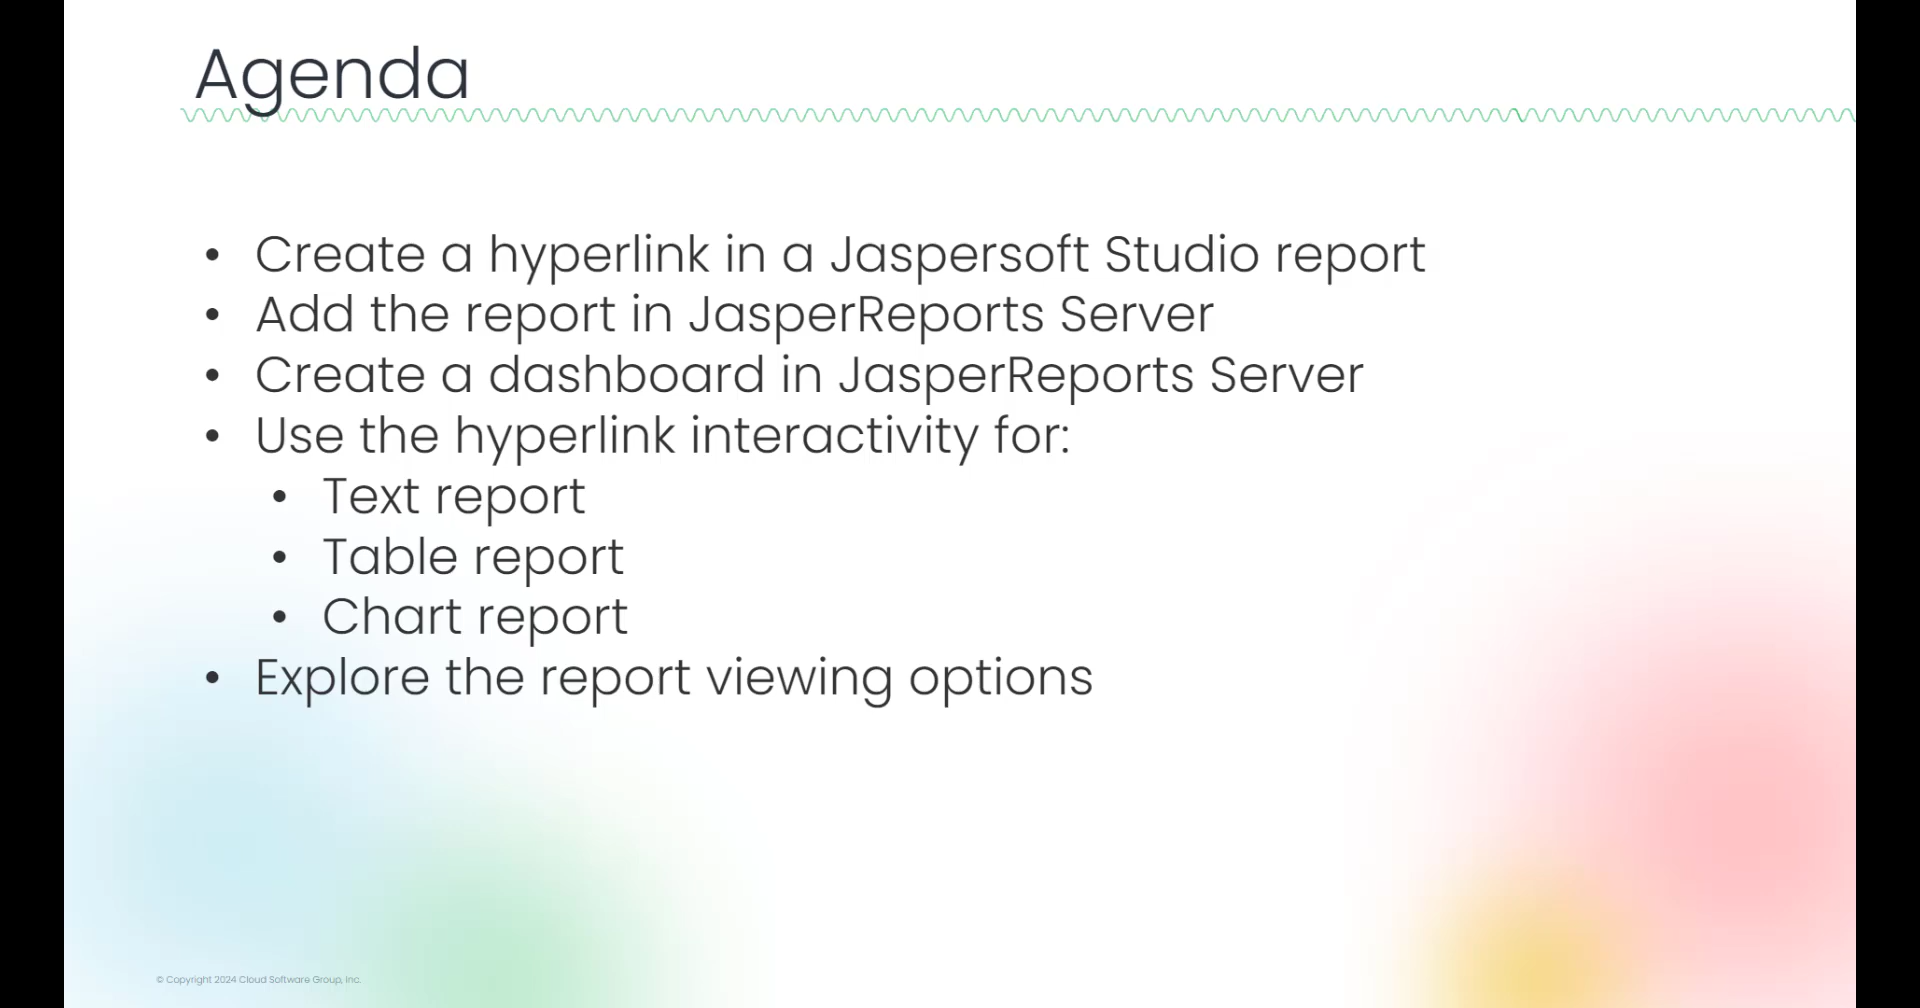 Agenda
• Create a hyperlink in a Jaspersoft Studio report
• Add the report in JasperReports Server
• Create a dashboard in JasperReports Server
• Use the hyperlink interactivity for:
• Text report
• Table report
• Chart report
• Explore the report viewing options
© Copyright 2024 Cloud Software Group, Inc.